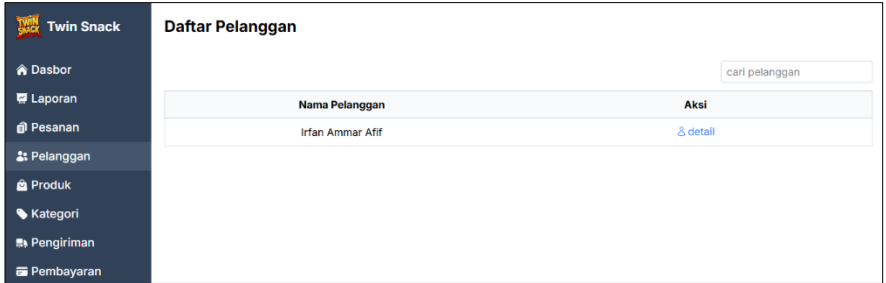 TWIN SNACK
Twin Snack
Dasbor
Laporan
Pesanan
Pelanggan
Produk
Kategori
Pengiriman
Pembayaran
Daftar Pelanggan
cari pelanggan
Nama Pelanggan Aksi
Irfan Ammar Afif detail